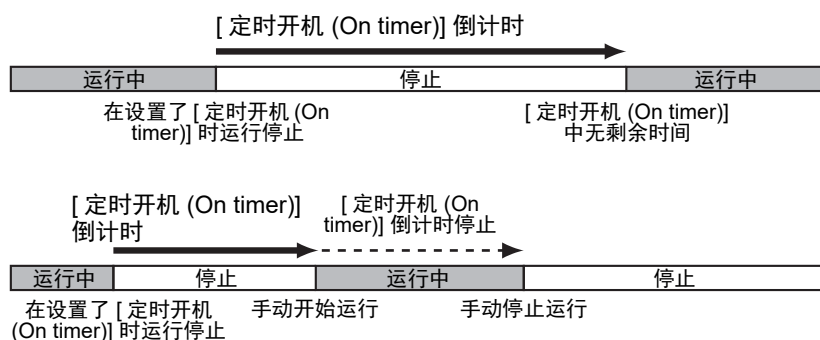 [ 定时开机 (On timer)] 倒计时
运行中 停止 运行中
在设置了 [ 定时开机 (On
timer)] 时运行停止
[ 定时开机 (On timer)]
中无剩余时间
[ 定时开机 (On timer)]
倒计时
[ 定时开机 (On
timer)] 倒计时停止
运行中 停止 运行中 停止
在设置了 [ 定时开机
(On timer)] 时运行停止
手动开始运行
手动停止运行